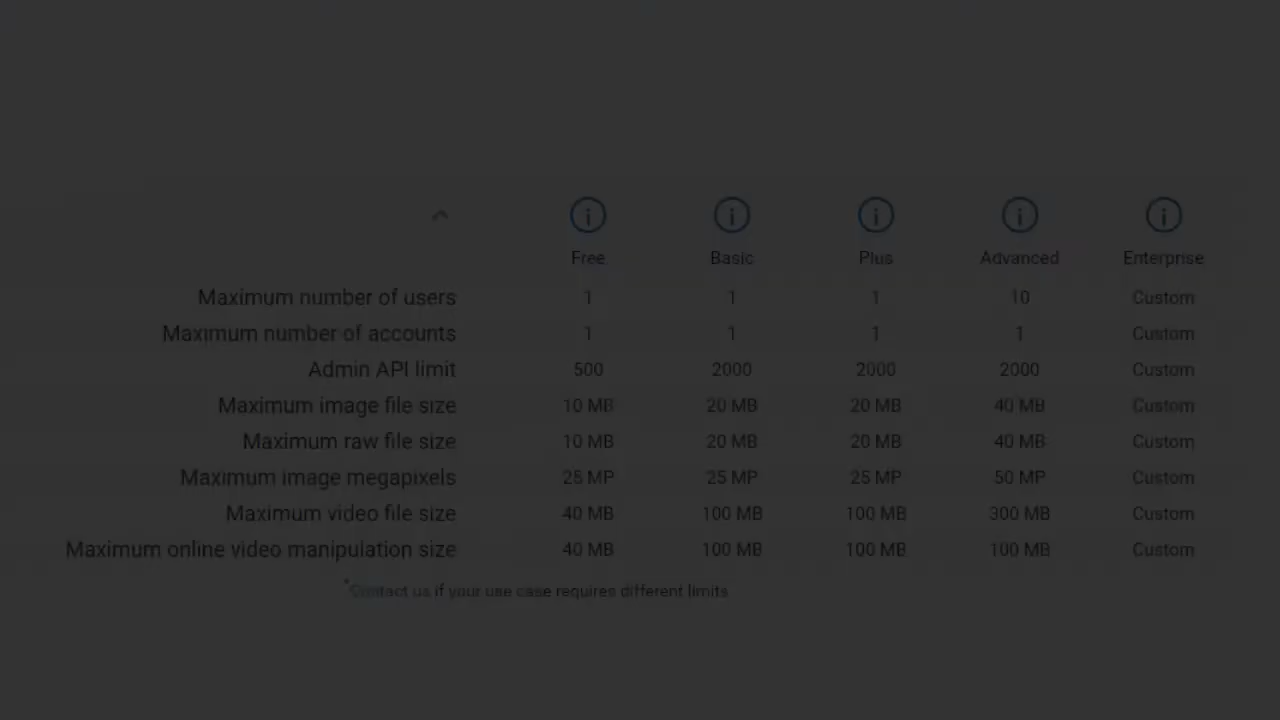 Free Basic Plus Advanced Enterprise
Maximum number of users 1 1 1 10 Custom
Maximum number of accounts 1 1 1 1 Custom
Admin API limit 500 2000 2000 2000 Custom
Maximum image file size 10 MB 20 MB 20 MB 40 MB Custom
Maximum raw file size 10 MB 20 MB 20 MB 40 MB Custom
Maximum image megapixels 25 MP 25 MP 25 MP 50 MP Custom
Maximum video file size 40 MB 100 MB 100 MB 300 MB Custom
Maximum online video manipulation size 40 MB 100 MB 100 MB 100 MB Custom
*Contact us if your use case requires different limits